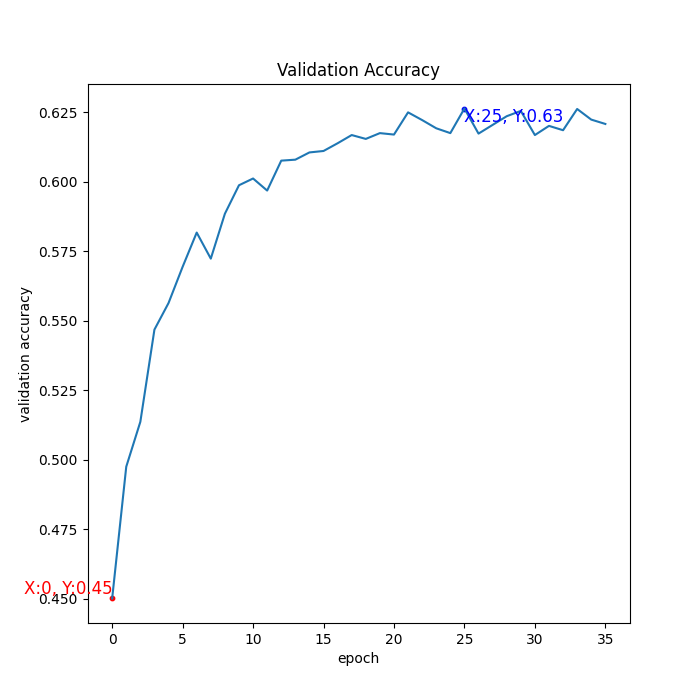 Validation Accuracy
validation accuracy
0.625
0.600
0.575
0.550
0.525
0.500
0.475
0.450
X:25, Y:0.63
X:0, Y:0.45
0 5 10 15 20 25 30 35
epoch